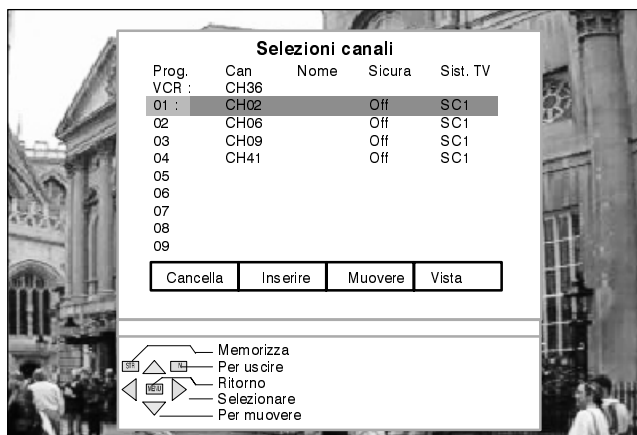 Selezioni canali
Prog. Can Nome Sicura Sist. TV
VCR : CH36
01 : CH02 Off SC1
02 CH06 Off SC1
03 CH09 Off SC1
04 CH41 Off SC1
05
06
07
08
09
Cancella Inserire Muovere Vista
Memorizza
STR N Per uscire
MENU Ritorno
Selezionare
Per muovere